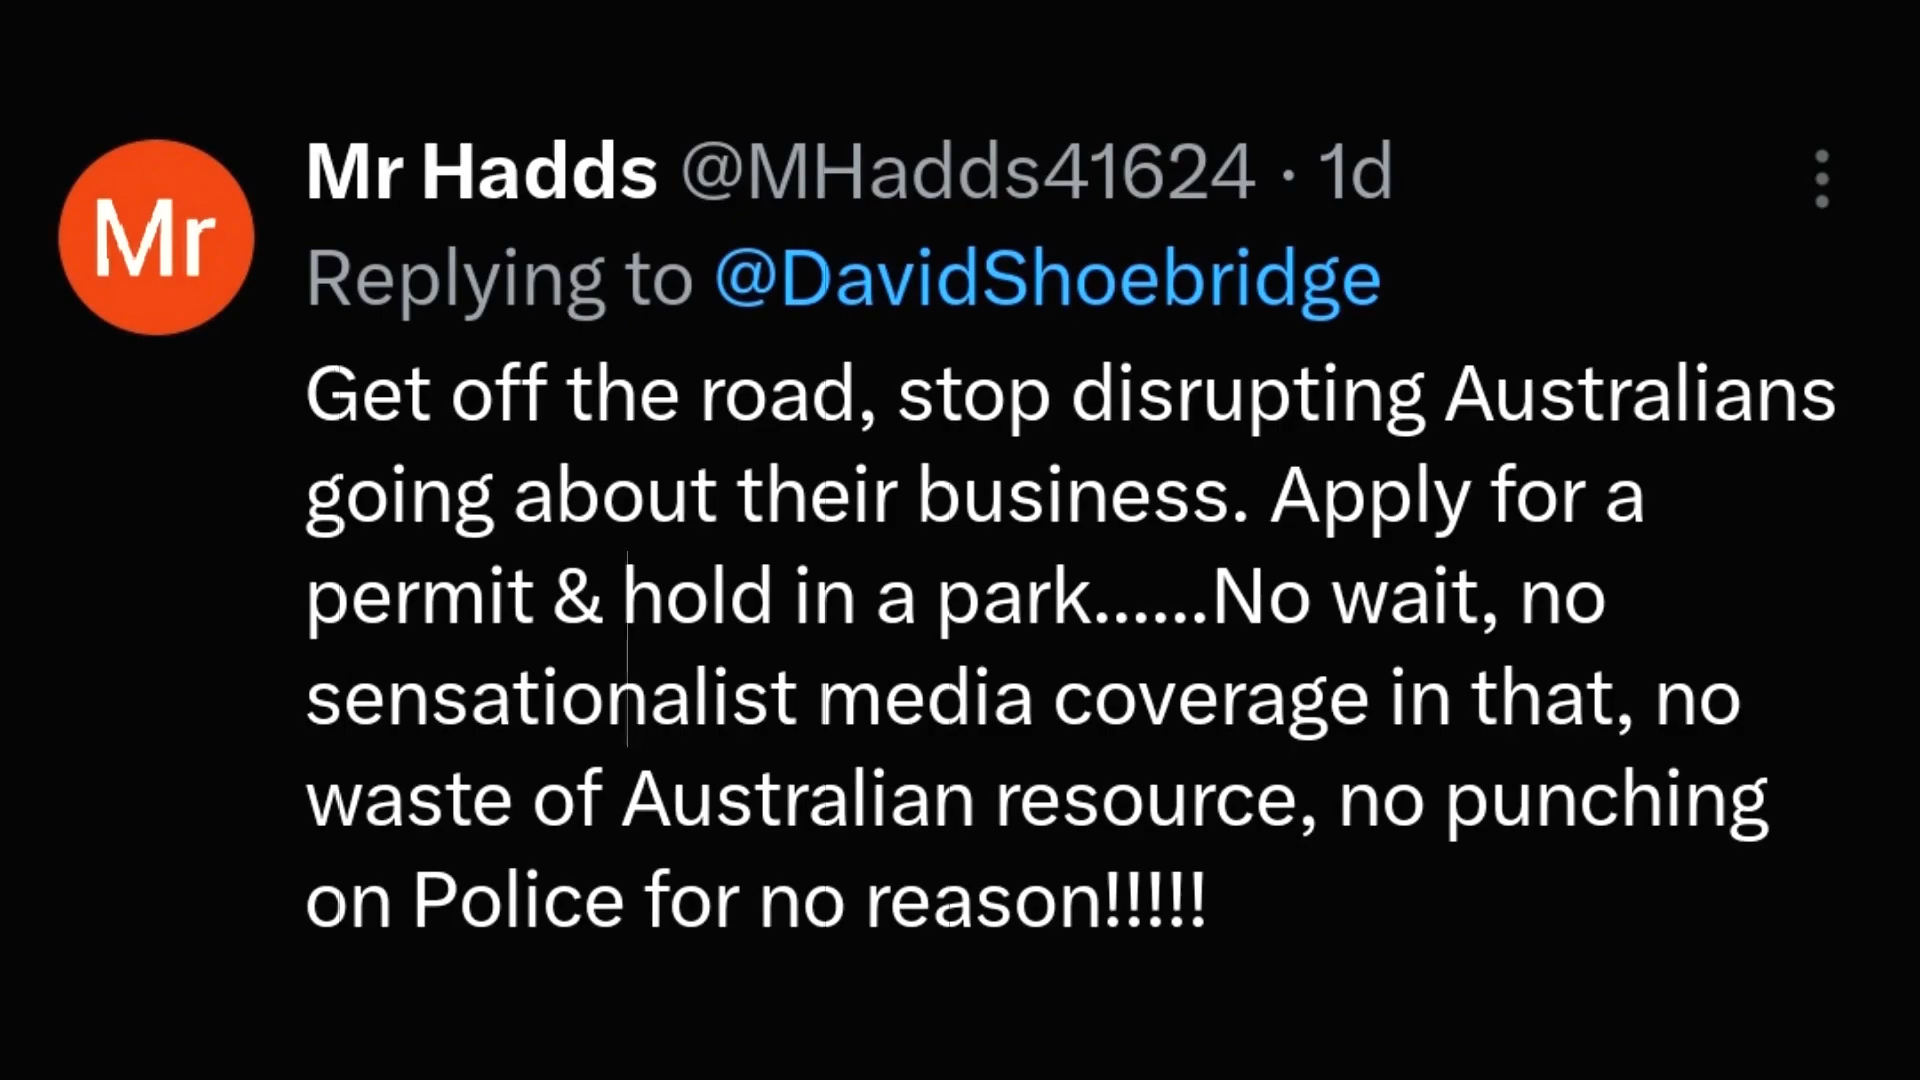 Mr
Mr Hadds @MHadds41624 · 1d
Replying to @DavidShoebridge
Get off the road, stop disrupting Australians
going about their business. Apply for a
permit & hold in a park......No wait, no
sensationalist media coverage in that, no
waste of Australian resource, no punching
on Police for no reason!!!!!